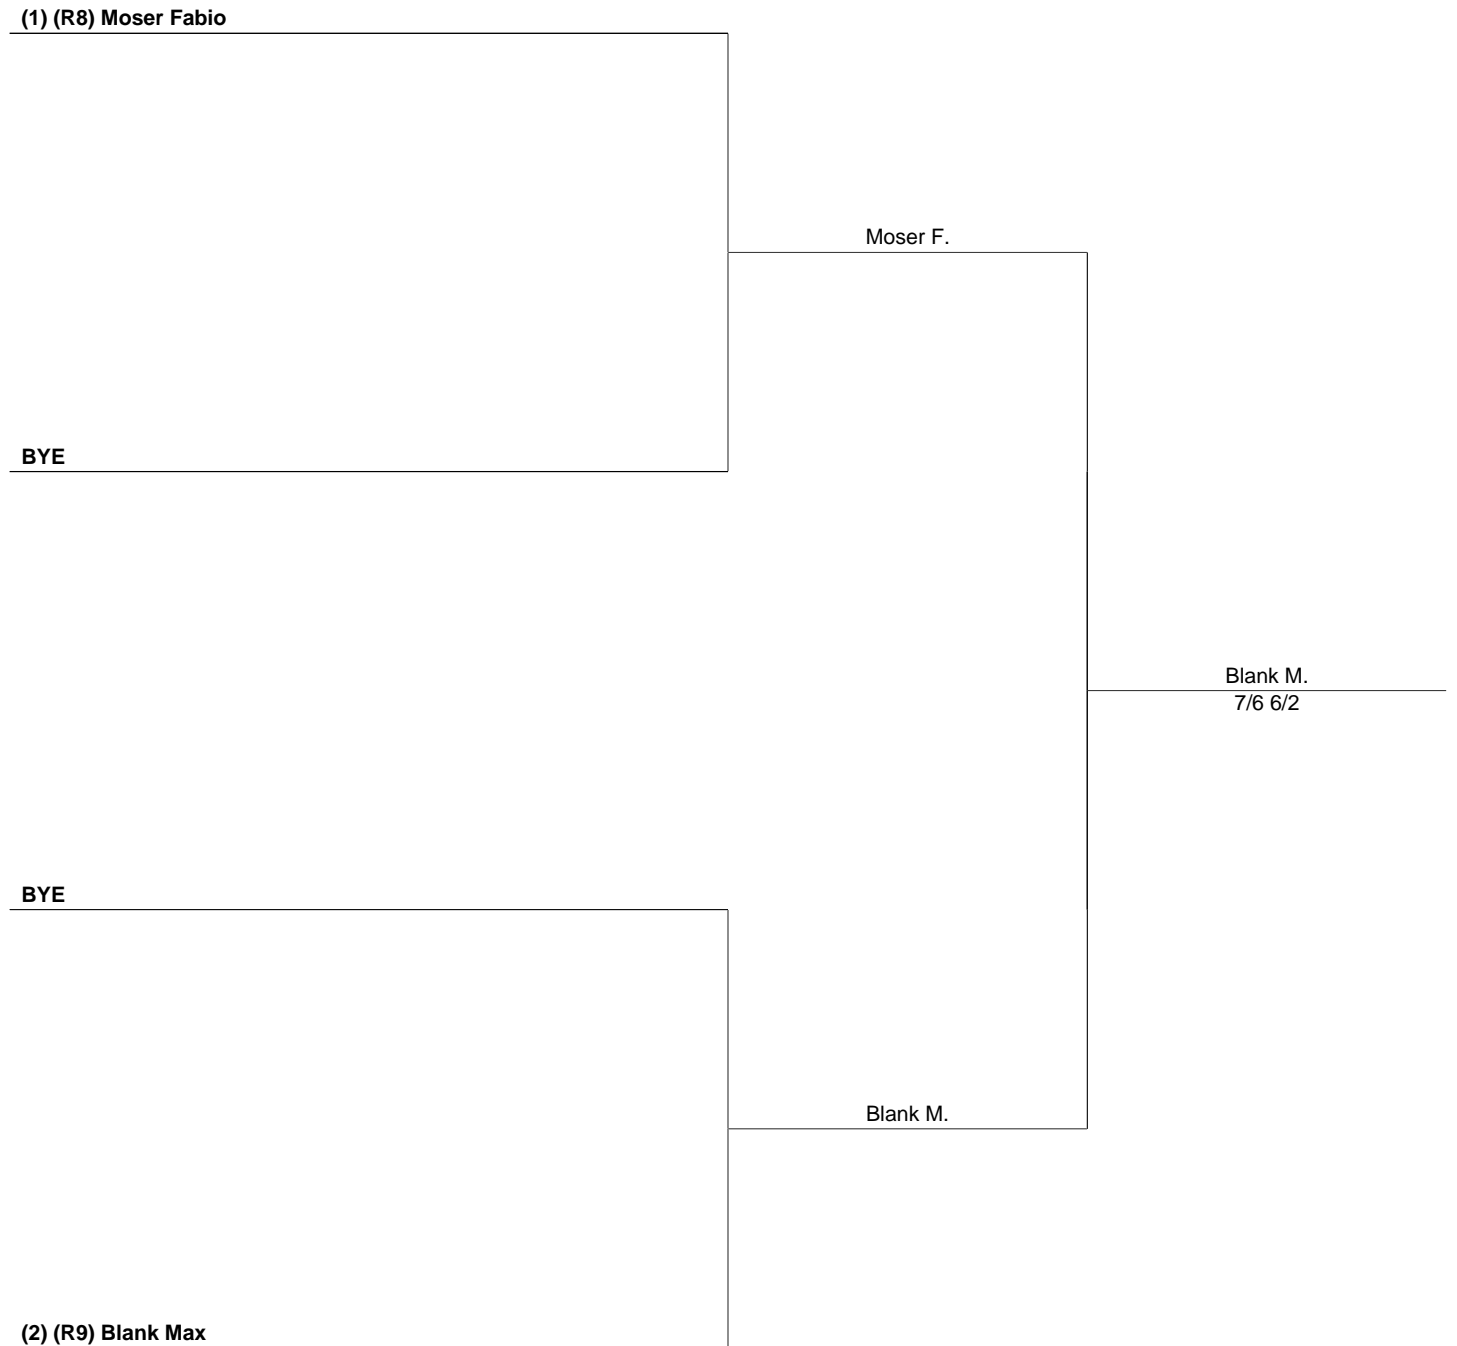 (1) (R8) Moser Fabio
Moser F.
BYE
Blank M.
7/6 6/2
BYE
Blank M.
(2) (R9) Blank Max